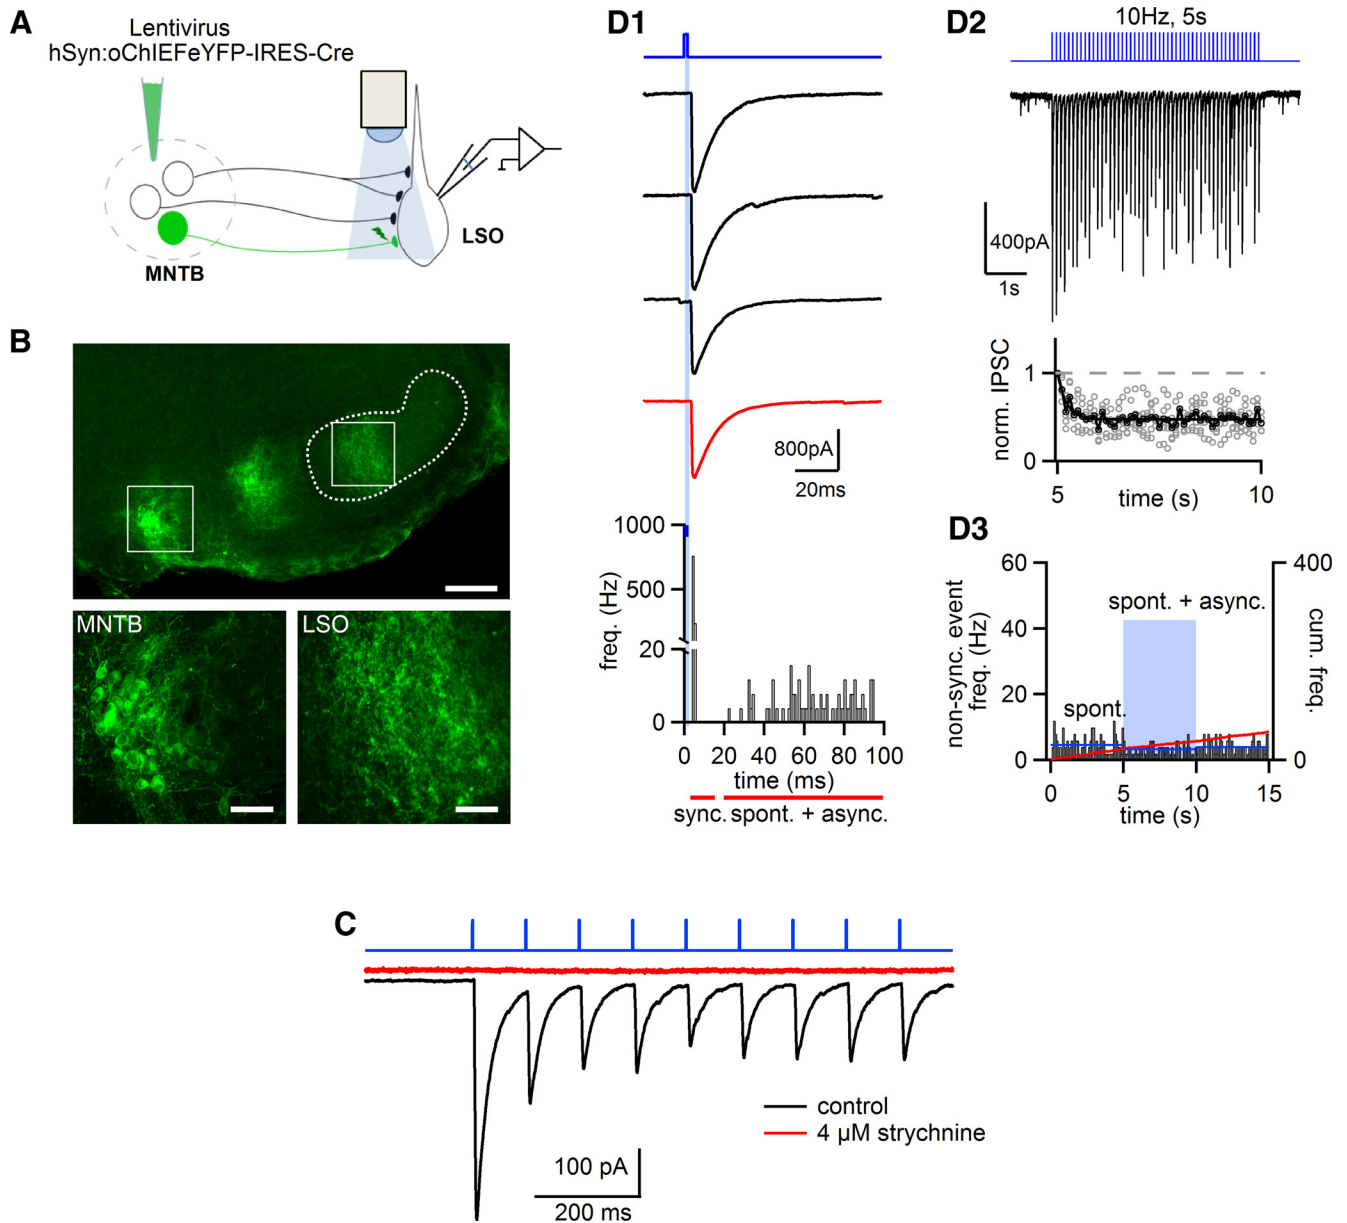 A
Lentivirus
hSyn:oChIEFeYFP-IRES-Cre
MNTB
LSO
B
MNTB
LSO
D1
800pA
20ms
1000
500
20
0
freq. (Hz)
0 20 40 60 80 100
time (ms)
sync. spont. + async.
D2
10Hz, 5s
400pA
1s
norm. IPSC
1
0
5 10
time (s)
D3
60
40
20
0
non-sync. event
freq. (Hz)
spont. + async.
spont.
400
0
cum. freq.
0 5 10 15
time (s)
C
control
4 µM strychnine
100 pA
200 ms